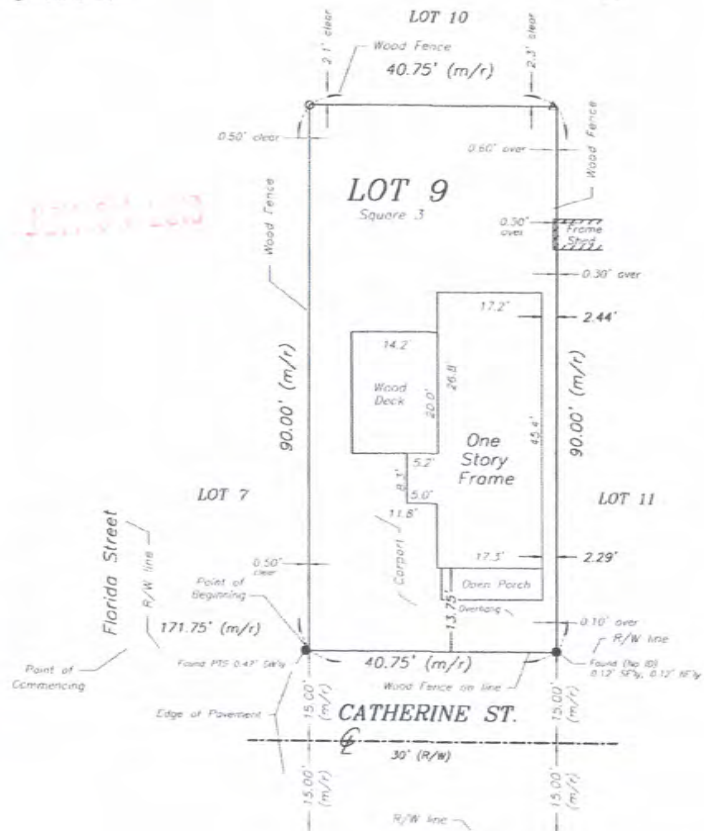 LOT 10
2.1' clear
Wood Fence
2.3' clear
40.75' (m/r)
0.50' clear
0.60' over
Wood Fence
LOT 9
Square 3
Wood Fence
0.30'
over
Frame
Shed
0.30' over
17.2'
2.44'
14.2'
Wood
Deck
20.0'
26.8'
90.00' (m/r)
45.4'
90.00' (m/r)
One
Story
Frame
5.2'
8.3'
5.0'
11.8'
LOT 7
LOT 11
Carport
17.3'
2.29'
0.50'
clear
Florida Street
R/W line
Point of
Beginning
Open Porch
Overhang
13.75'
0.10' over
R/W line
171.75' (m/r)
Point of
Commencing
Found PTS 0.47' SW'ly
40.75' (m/r)
Wood Fence on line
Found (No ID)
0.12' SE'ly, 0.12' NE'ly
Edge of Pavement
15.00'
(m/r)
CATHERINE ST.
15.00'
(m/r)
30' (R/W)
15.00'
(m/r)
15.00'
(m/r)
R/W line